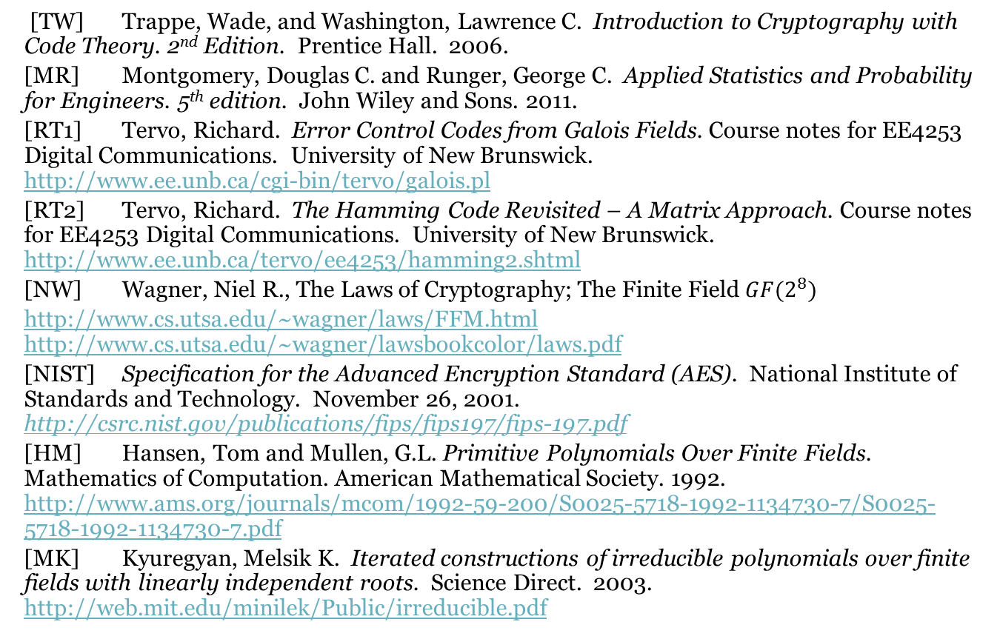 [TW] Trappe, Wade, and Washington, Lawrence C. Introduction to Cryptography with
Code Theory. 2nd Edition. Prentice Hall. 2006.
[MR] Montgomery, Douglas C. and Runger, George C. Applied Statistics and Probability
for Engineers. 5th edition. John Wiley and Sons. 2011.
[RT1] Tervo, Richard. Error Control Codes from Galois Fields. Course notes for EE4253
Digital Communications. University of New Brunswick.
http://www.ee.unb.ca/cgi-bin/tervo/galois.pl
[RT2] Tervo, Richard. The Hamming Code Revisited – A Matrix Approach. Course notes
for EE4253 Digital Communications. University of New Brunswick.
http://www.ee.unb.ca/tervo/ee4253/hamming2.shtml
[NW] Wagner, Niel R., The Laws of Cryptography; The Finite Field GF(2⁸)
http://www.cs.utsa.edu/~wagner/laws/FFM.html
http://www.cs.utsa.edu/~wagner/lawsbookcolor/laws.pdf
[NIST] Specification for the Advanced Encryption Standard (AES). National Institute of
Standards and Technology. November 26, 2001.
http://csrc.nist.gov/publications/fips/fips197/fips-197.pdf
[HM] Hansen, Tom and Mullen, G.L. Primitive Polynomials Over Finite Fields.
Mathematics of Computation. American Mathematical Society. 1992.
http://www.ams.org/journals/mcom/1992-59-200/S0025-5718-1992-1134730-7/S0025-
5718-1992-1134730-7.pdf
[MK] Kyuregyan, Melsik K. Iterated constructions of irreducible polynomials over finite
fields with linearly independent roots. Science Direct. 2003.
http://web.mit.edu/minilek/Public/irreducible.pdf